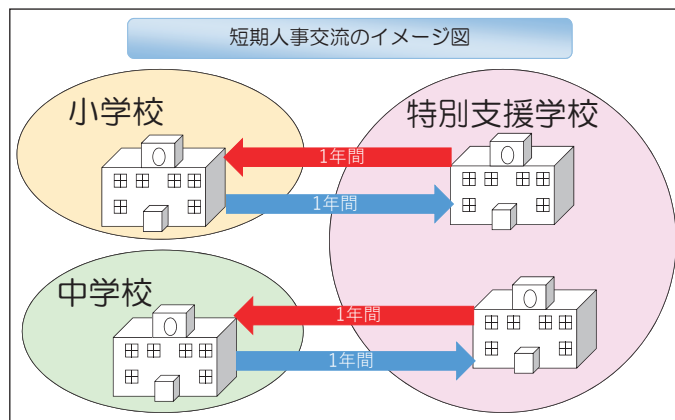 短期人事交流のイメージ図
小学校
特別支援学校
1年間
1年間
中学校
1年間
1年間